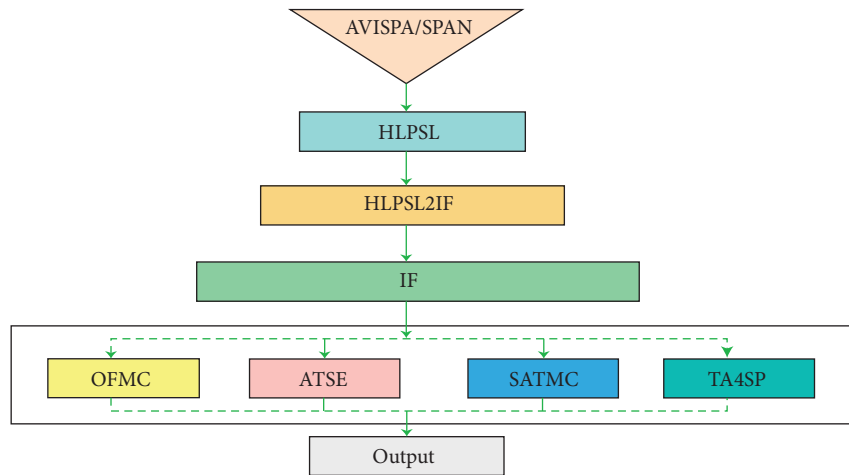 AVISPA/SPAN
HLPSL
HLPSL2IF
IF
OFMC
ATSE
SATMC
TA4SP
Output